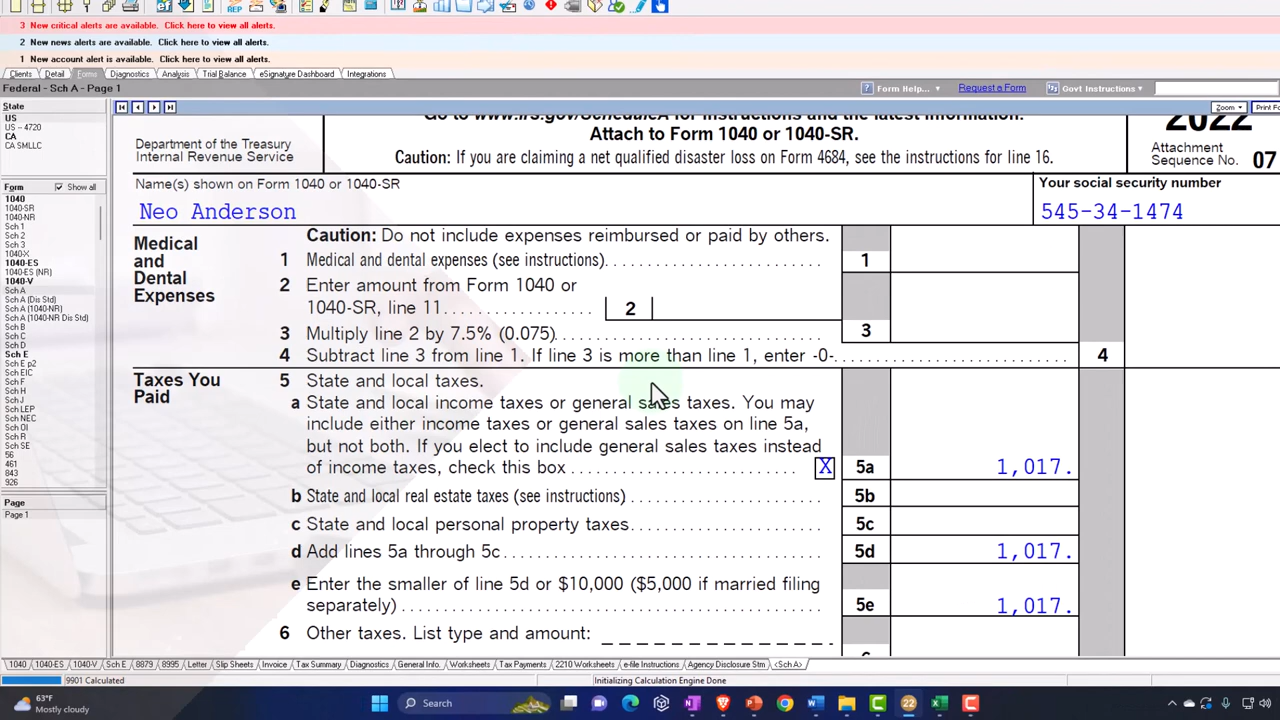 3 New critical alerts are available. Click here to view all alerts.
2 New news alerts are available. Click here to view all alerts.
1 New account alert is available. Click here to view all alerts.
Clients Detail Forms Diagnostics Analysis Trial Balance eSignature Dashboard Integrations
Federal - Sch A - Page 1 Form Help... Request a Form Govt Instructions
State
US
US - 4720
CA
CA SMLLC
Form Show all
1040
1040-SR
1040-NR
Sch 1
Sch 2
Sch 3
1040-X
1040-ES
1040-ES (NR)
1040-V
Sch A
Sch A (Dis Std)
Sch A (1040-NR)
Sch A (1040-NR Dis Std)
Sch B
Sch C
Sch D
Sch E
Sch E p2
Sch EIC
Sch F
Sch H
Sch J
Sch LEP
Sch NEC
Sch OI
Sch R
Sch SE
56
461
843
926
Page
Page 1
Zoom Print
Go to www.irs.gov/ScheduleA for instructions and the latest information.
Department of the Treasury
Internal Revenue Service
Attach to Form 1040 or 1040-SR.
Caution: If you are claiming a net qualified disaster loss on Form 4684, see the instructions for line 16.
2022
Attachment
Sequence No. 07
Name(s) shown on Form 1040 or 1040-SR
Your social security number
Neo Anderson
545-34-1474
Medical
and
Dental
Expenses
Caution: Do not include expenses reimbursed or paid by others.
1 Medical and dental expenses (see instructions) 1
2 Enter amount from Form 1040 or
1040-SR, line 11 2
3 Multiply line 2 by 7.5% (0.075) 3
4 Subtract line 3 from line 1. If line 3 is more than line 1, enter -0- 4
Taxes You
Paid
5 State and local taxes.
a State and local income taxes or general sales taxes. You may
include either income taxes or general sales taxes on line 5a,
but not both. If you elect to include general sales taxes instead
of income taxes, check this box X 5a 1,017.
b State and local real estate taxes (see instructions) 5b
c State and local personal property taxes 5c
d Add lines 5a through 5c 5d 1,017.
e Enter the smaller of line 5d or $10,000 ($5,000 if married filing
separately) 5e 1,017.
6 Other taxes. List type and amount:
1040 1040-ES 1040-V Sch E 8879 8995 Letter Slip Sheets Invoice Tax Summary Diagnostics General Info. Worksheets Tax Payments 2210 Worksheets e-file Instructions Agency Disclosure Stm <Sch A>
9901 Calculated Initializing Calculation Engine Done
63°F
Mostly cloudy
Search